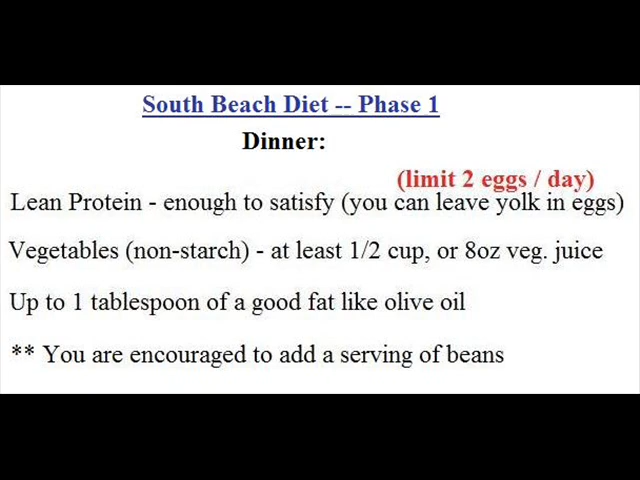 South Beach Diet -- Phase 1
Dinner:
(limit 2 eggs / day)
Lean Protein - enough to satisfy (you can leave yolk in eggs)
Vegetables (non-starch) - at least 1/2 cup, or 8oz veg. juice
Up to 1 tablespoon of a good fat like olive oil
** You are encouraged to add a serving of beans